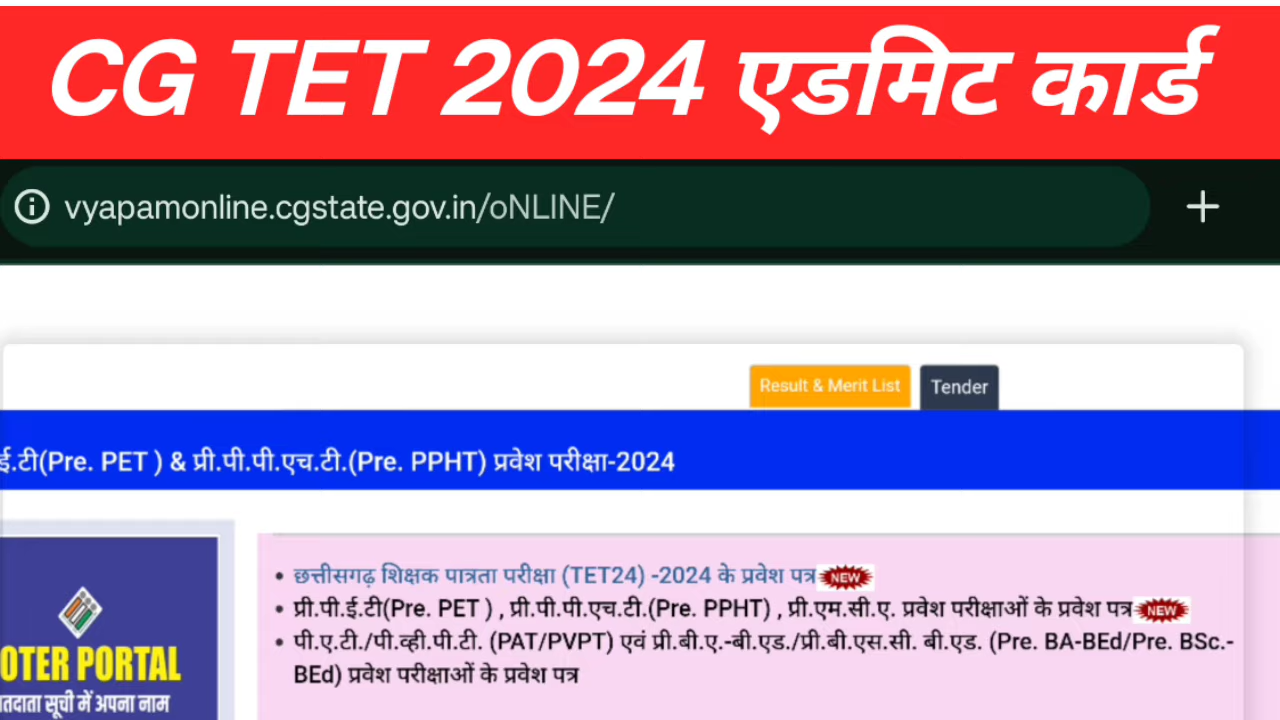 CG TET 2024 एडमिट कार्ड
vyapamonline.cgstate.gov.in/oNLINE/
Result & Merit List Tender
ई.टी(Pre. PET ) & प्री.पी.पी.एच.टी.(Pre. PPHT) प्रवेश परीक्षा-2024
• छत्तीसगढ़ शिक्षक पात्रता परीक्षा (TET24) -2024 के प्रवेश पत्र NEW
• प्री.पी.ई.टी(Pre. PET ) , प्री.पी.पी.एच.टी.(Pre. PPHT) , प्री.एम.सी.ए. प्रवेश परीक्षाओं के प्रवेश पत्र NEW
• पी.ए.टी./पी.व्ही.पी.टी. (PAT/PVPT) एवं प्री.बी.ए.-बी.एड./प्री.बी.एस.सी. बी.एड. (Pre. BA-BEd/Pre. BSc.-
BEd) प्रवेश परीक्षाओं के प्रवेश पत्र
OTER PORTAL
तदाता सूची में अपना नाम